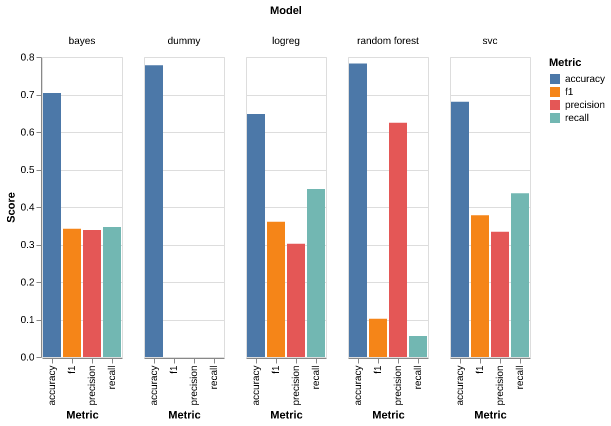 Model
bayes dummy logreg random forest svc
Score
0.8
0.7
0.6
0.5
0.4
0.3
0.2
0.1
0.0
accuracy f1 precision recall accuracy f1 precision recall accuracy f1 precision recall accuracy f1 precision recall accuracy f1 precision recall
Metric Metric Metric Metric Metric
Metric
accuracy
f1
precision
recall